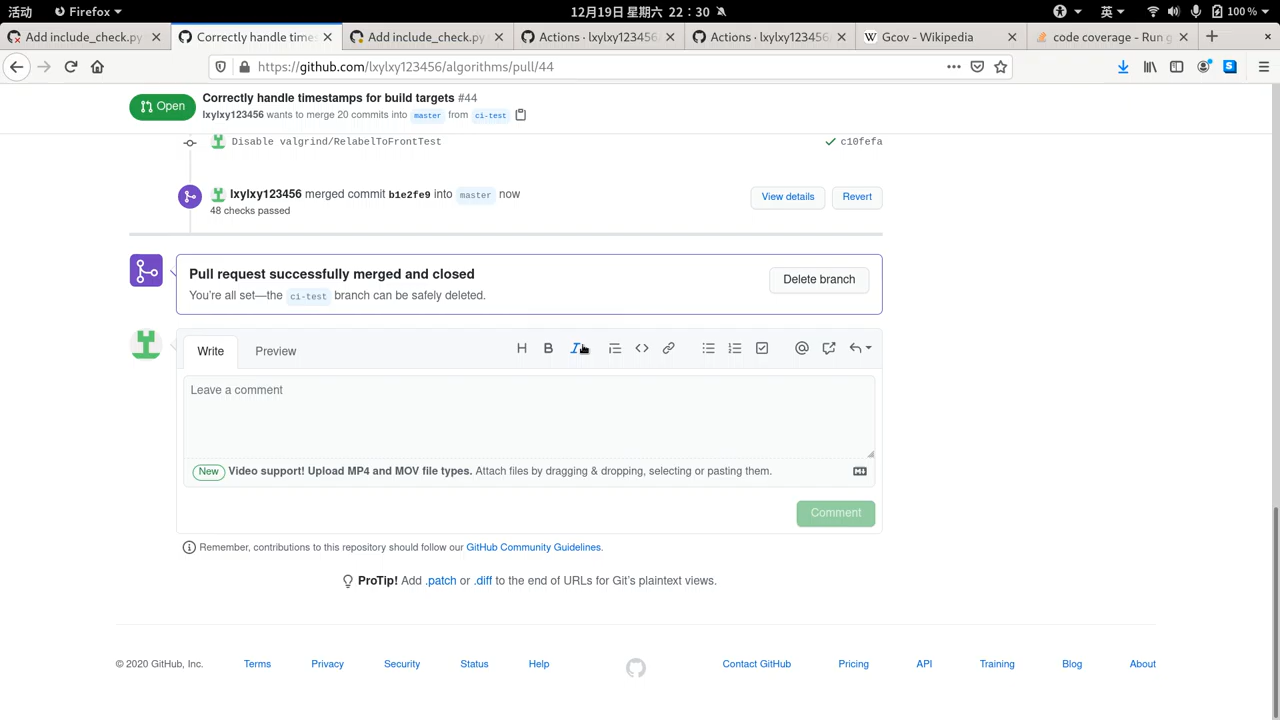 活动 Firefox 12月19日 星期六 22：30 英 100 %
Add include_check.py Correctly handle times Add include_check.py Actions · lxylxy123456/ Actions · lxylxy123456/ Gcov - Wikipedia code coverage - Run g
https://github.com/lxylxy123456/algorithms/pull/44
Open
Correctly handle timestamps for build targets #44
lxylxy123456 wants to merge 20 commits into master from ci-test
Disable valgrind/RelabelToFrontTest c10fefa
lxylxy123456 merged commit b1e2fe9 into master now
View details Revert
48 checks passed
Pull request successfully merged and closed
You're all set—the ci-test branch can be safely deleted.
Delete branch
Write Preview
Leave a comment
New Video support! Upload MP4 and MOV file types. Attach files by dragging & dropping, selecting or pasting them.
Comment
Remember, contributions to this repository should follow our GitHub Community Guidelines.
ProTip! Add .patch or .diff to the end of URLs for Git's plaintext views.
© 2020 GitHub, Inc. Terms Privacy Security Status Help Contact GitHub Pricing API Training Blog About